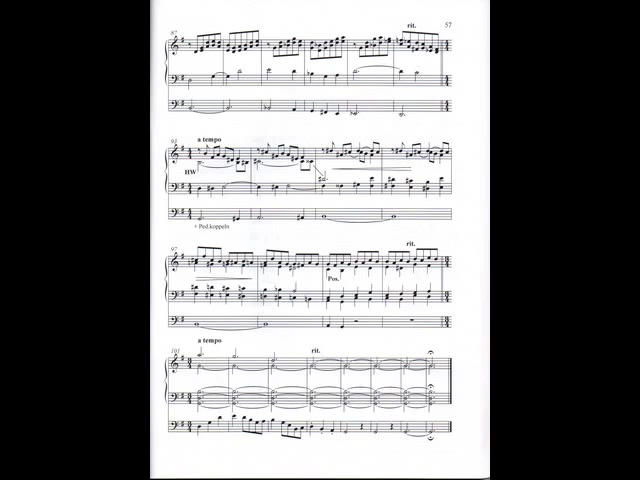 rit. 57
87
93 a tempo
HW
+ Ped.koppeln
97 rit.
Pos.
a tempo
101 rit.